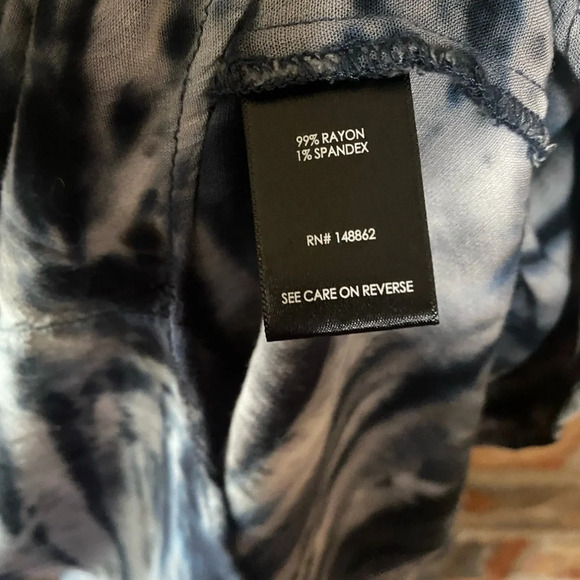 99% RAYON
1% SPANDEX
RN# 148862
SEE CARE ON REVERSE